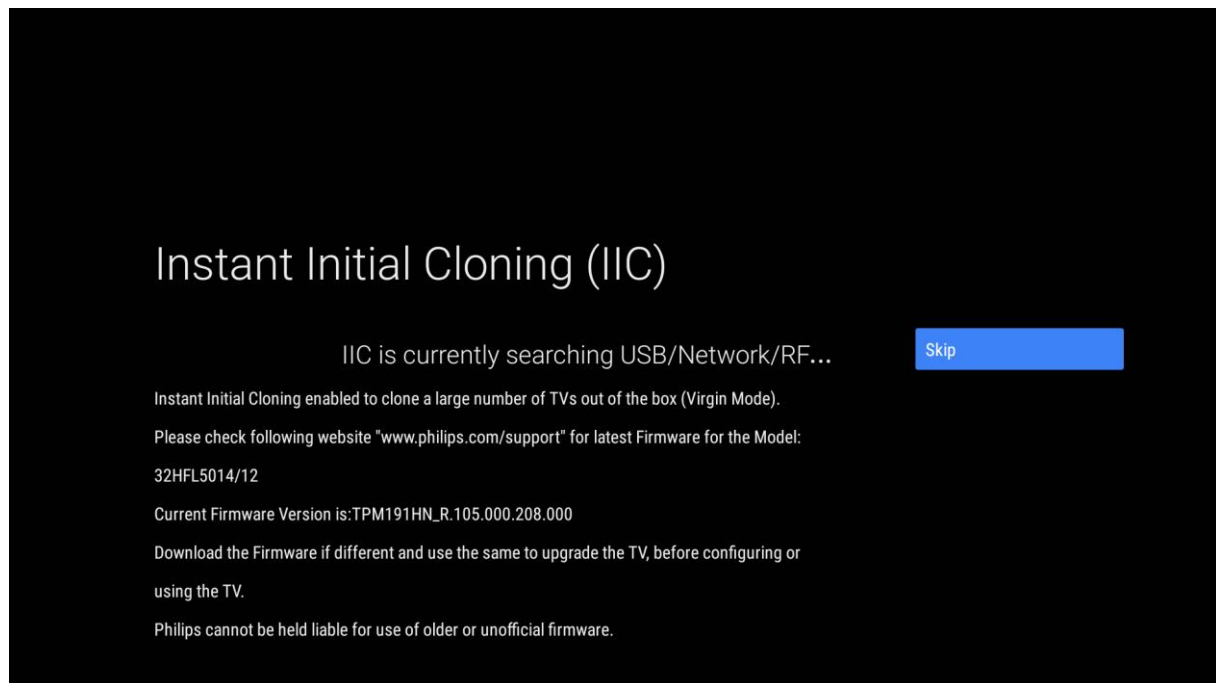 Instant Initial Cloning (IIC)
IIC is currently searching USB/Network/RF...
Skip
Instant Initial Cloning enabled to clone a large number of TVs out of the box (Virgin Mode).
Please check following website "www.philips.com/support" for latest Firmware for the Model:
32HFL5014/12
Current Firmware Version is:TPM191HN_R.105.000.208.000
Download the Firmware if different and use the same to upgrade the TV, before configuring or
using the TV.
Philips cannot be held liable for use of older or unofficial firmware.